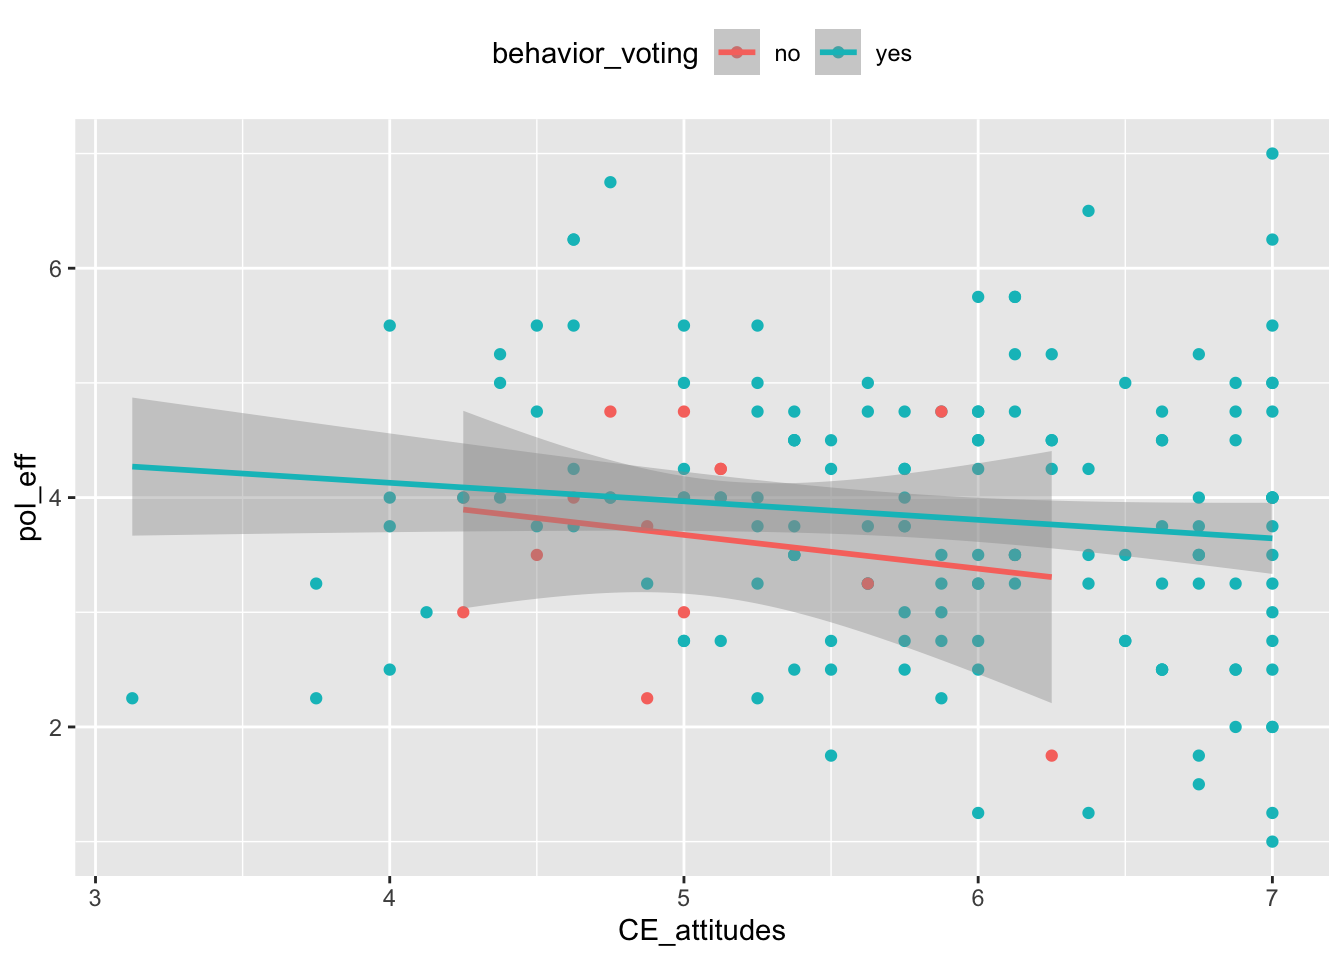 behavior_voting no yes
6
4
2
pol_eff
3 4 5 6 7
CE_attitudes